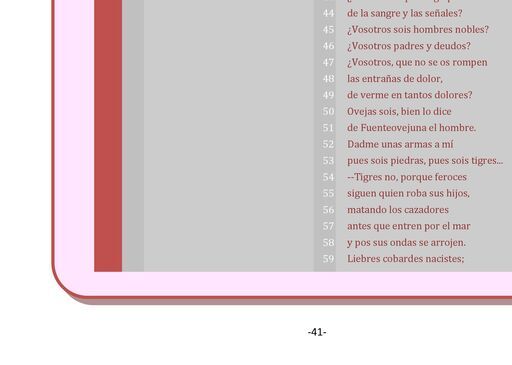 44 de la sangre y las señales?
45 ¿Vosotros sois hombres nobles?
46 ¿Vosotros padres y deudos?
47 ¿Vosotros, que no se os rompen
48 las entrañas de dolor,
49 de verme en tantos dolores?
50 Ovejas sois, bien lo dice
51 de Fuenteovejuna el hombre.
52 Dadme unas armas a mí
53 pues sois piedras, pues sois tigres...
54 --Tigres no, porque feroces
55 siguen quien roba sus hijos,
56 matando los cazadores
57 antes que entren por el mar
58 y pos sus ondas se arrojen.
59 Liebres cobardes nacistes;
-41-